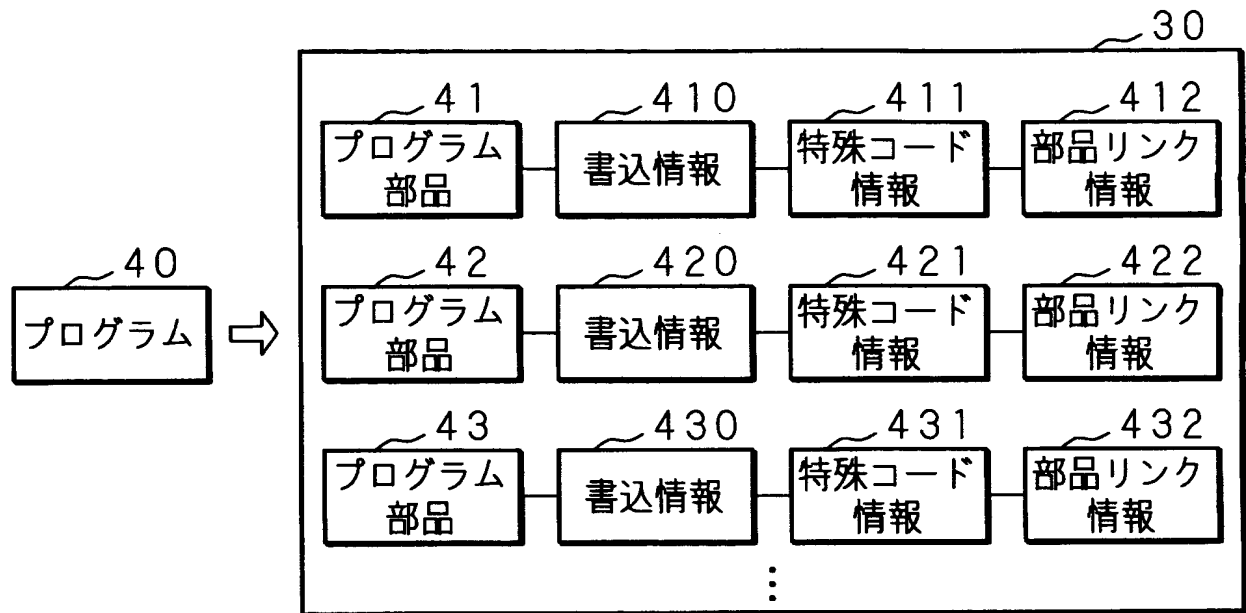 30
41 410 411 412
プログラム 部品 書込情報 特殊コード 情報 部品リンク 情報
40
プログラム
42 420 421 422
プログラム 部品 書込情報 特殊コード 情報 部品リンク 情報
43 430 431 432
プログラム 部品 書込情報 特殊コード 情報 部品リンク 情報
⋮